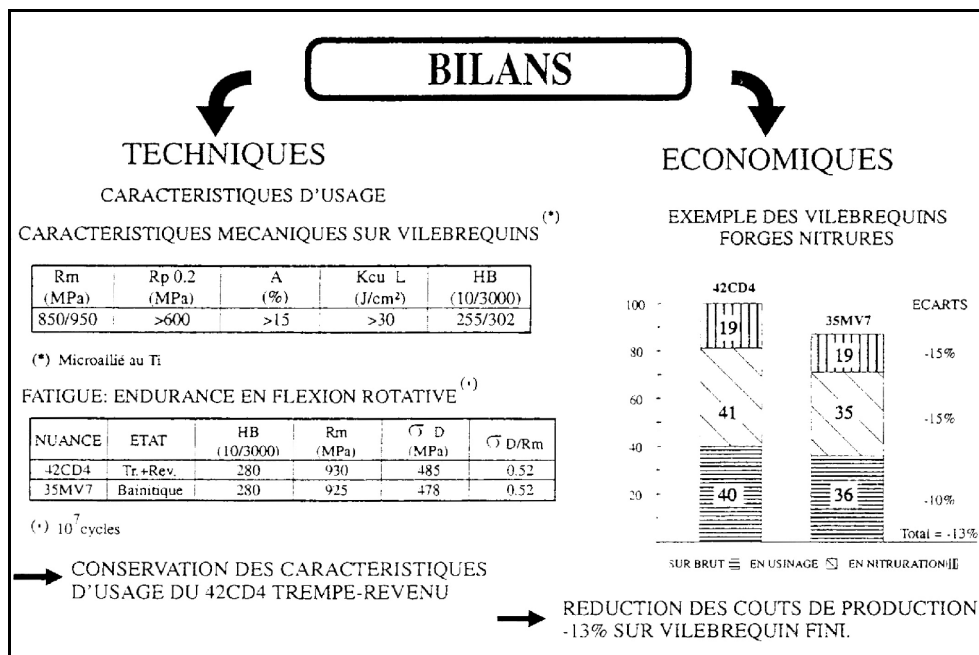 BILANS
TECHNIQUES
CARACTERISTIQUES D'USAGE
CARACTERISTIQUES MECANIQUES SUR VILEBREQUINS (*)
Rm Rp 0.2 A Kcu L HB
(MPa) (MPa) (%) (J/cm²) (10/3000)
850/950 >600 >15 >30 255/302
(*) Microallié au Ti
FATIGUE: ENDURANCE EN FLEXION ROTATIVE (·)
NUANCE ETAT HB Rm σ D σ D/Rm
(10/3000) (MPa) (MPa)
42CD4 Tr.+Rev. 280 930 485 0.52
35MV7 Bainitique 280 925 478 0.52
(·) 10⁷ cycles
CONSERVATION DES CARACTERISTIQUES
D'USAGE DU 42CD4 TREMPE-REVENU
ECONOMIQUES
EXEMPLE DES VILEBREQUINS
FORGES NITRURES
42CD4
100 ECARTS
35MV7
19
80 19 -15%
60 41 35 -15%
40
20 40 36 -10%
Total = -13%
SUR BRUT EN USINAGE EN NITRURATION
REDUCTION DES COUTS DE PRODUCTION
-13% SUR VILEBREQUIN FINI.